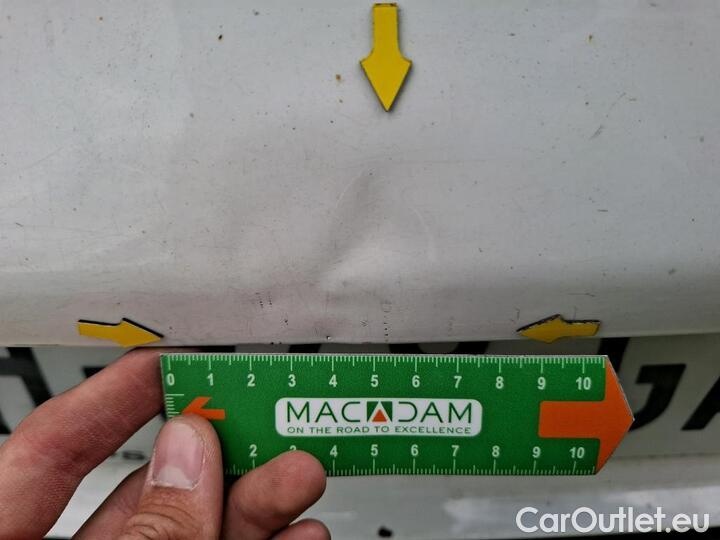 0 1 2 3 4 5 6 7 8 9 10
MACADAM
ON THE ROAD TO EXCELLENCE
2 3 4 5 6 7 8 9 10
CarOutlet.eu